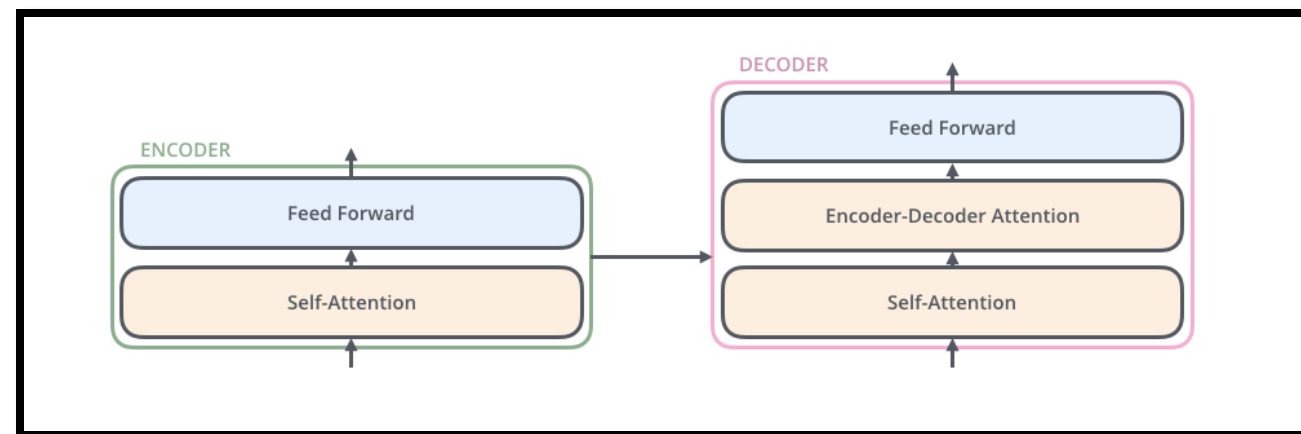 ENCODER
Feed Forward
Self-Attention
DECODER
Feed Forward
Encoder-Decoder Attention
Self-Attention